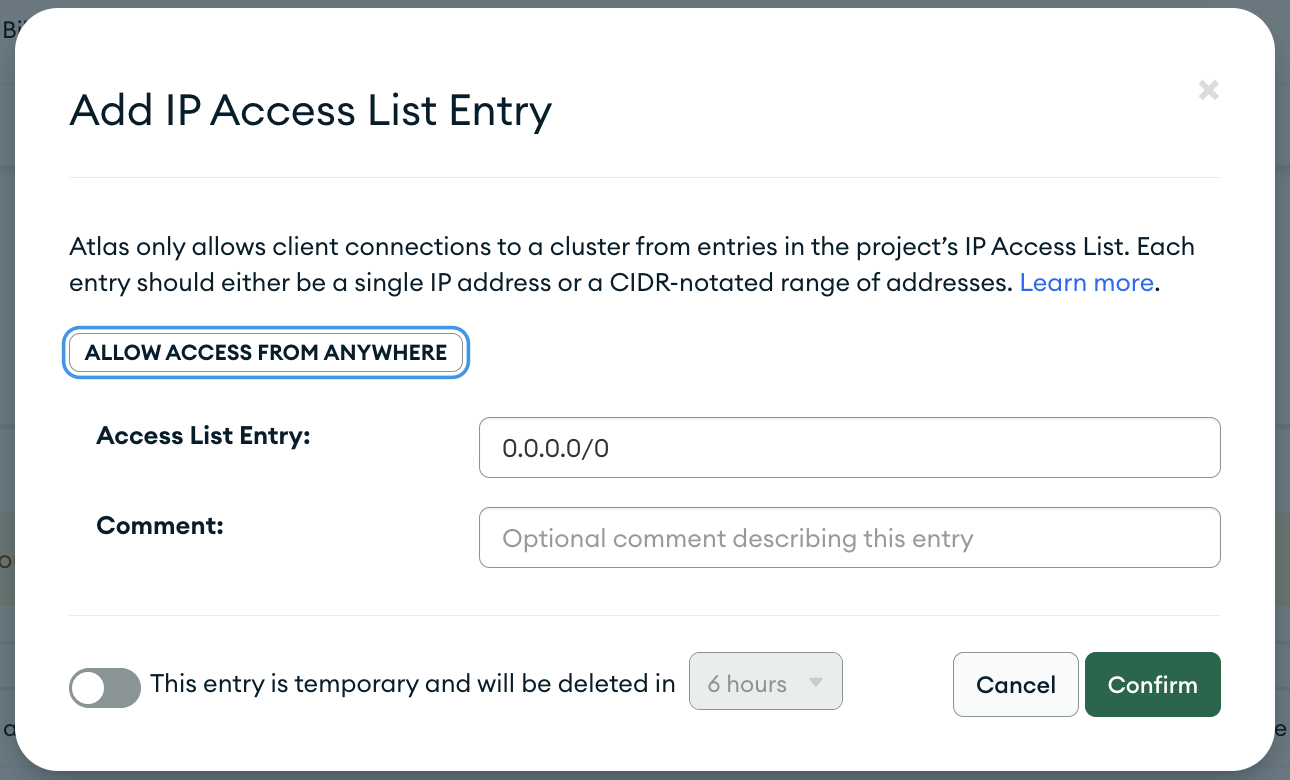 Add IP Access List Entry
Atlas only allows client connections to a cluster from entries in the project’s IP Access List. Each
entry should either be a single IP address or a CIDR-notated range of addresses. Learn more.
ALLOW ACCESS FROM ANYWHERE
Access List Entry: 0.0.0.0/0
Comment: Optional comment describing this entry
This entry is temporary and will be deleted in 6 hours Cancel Confirm